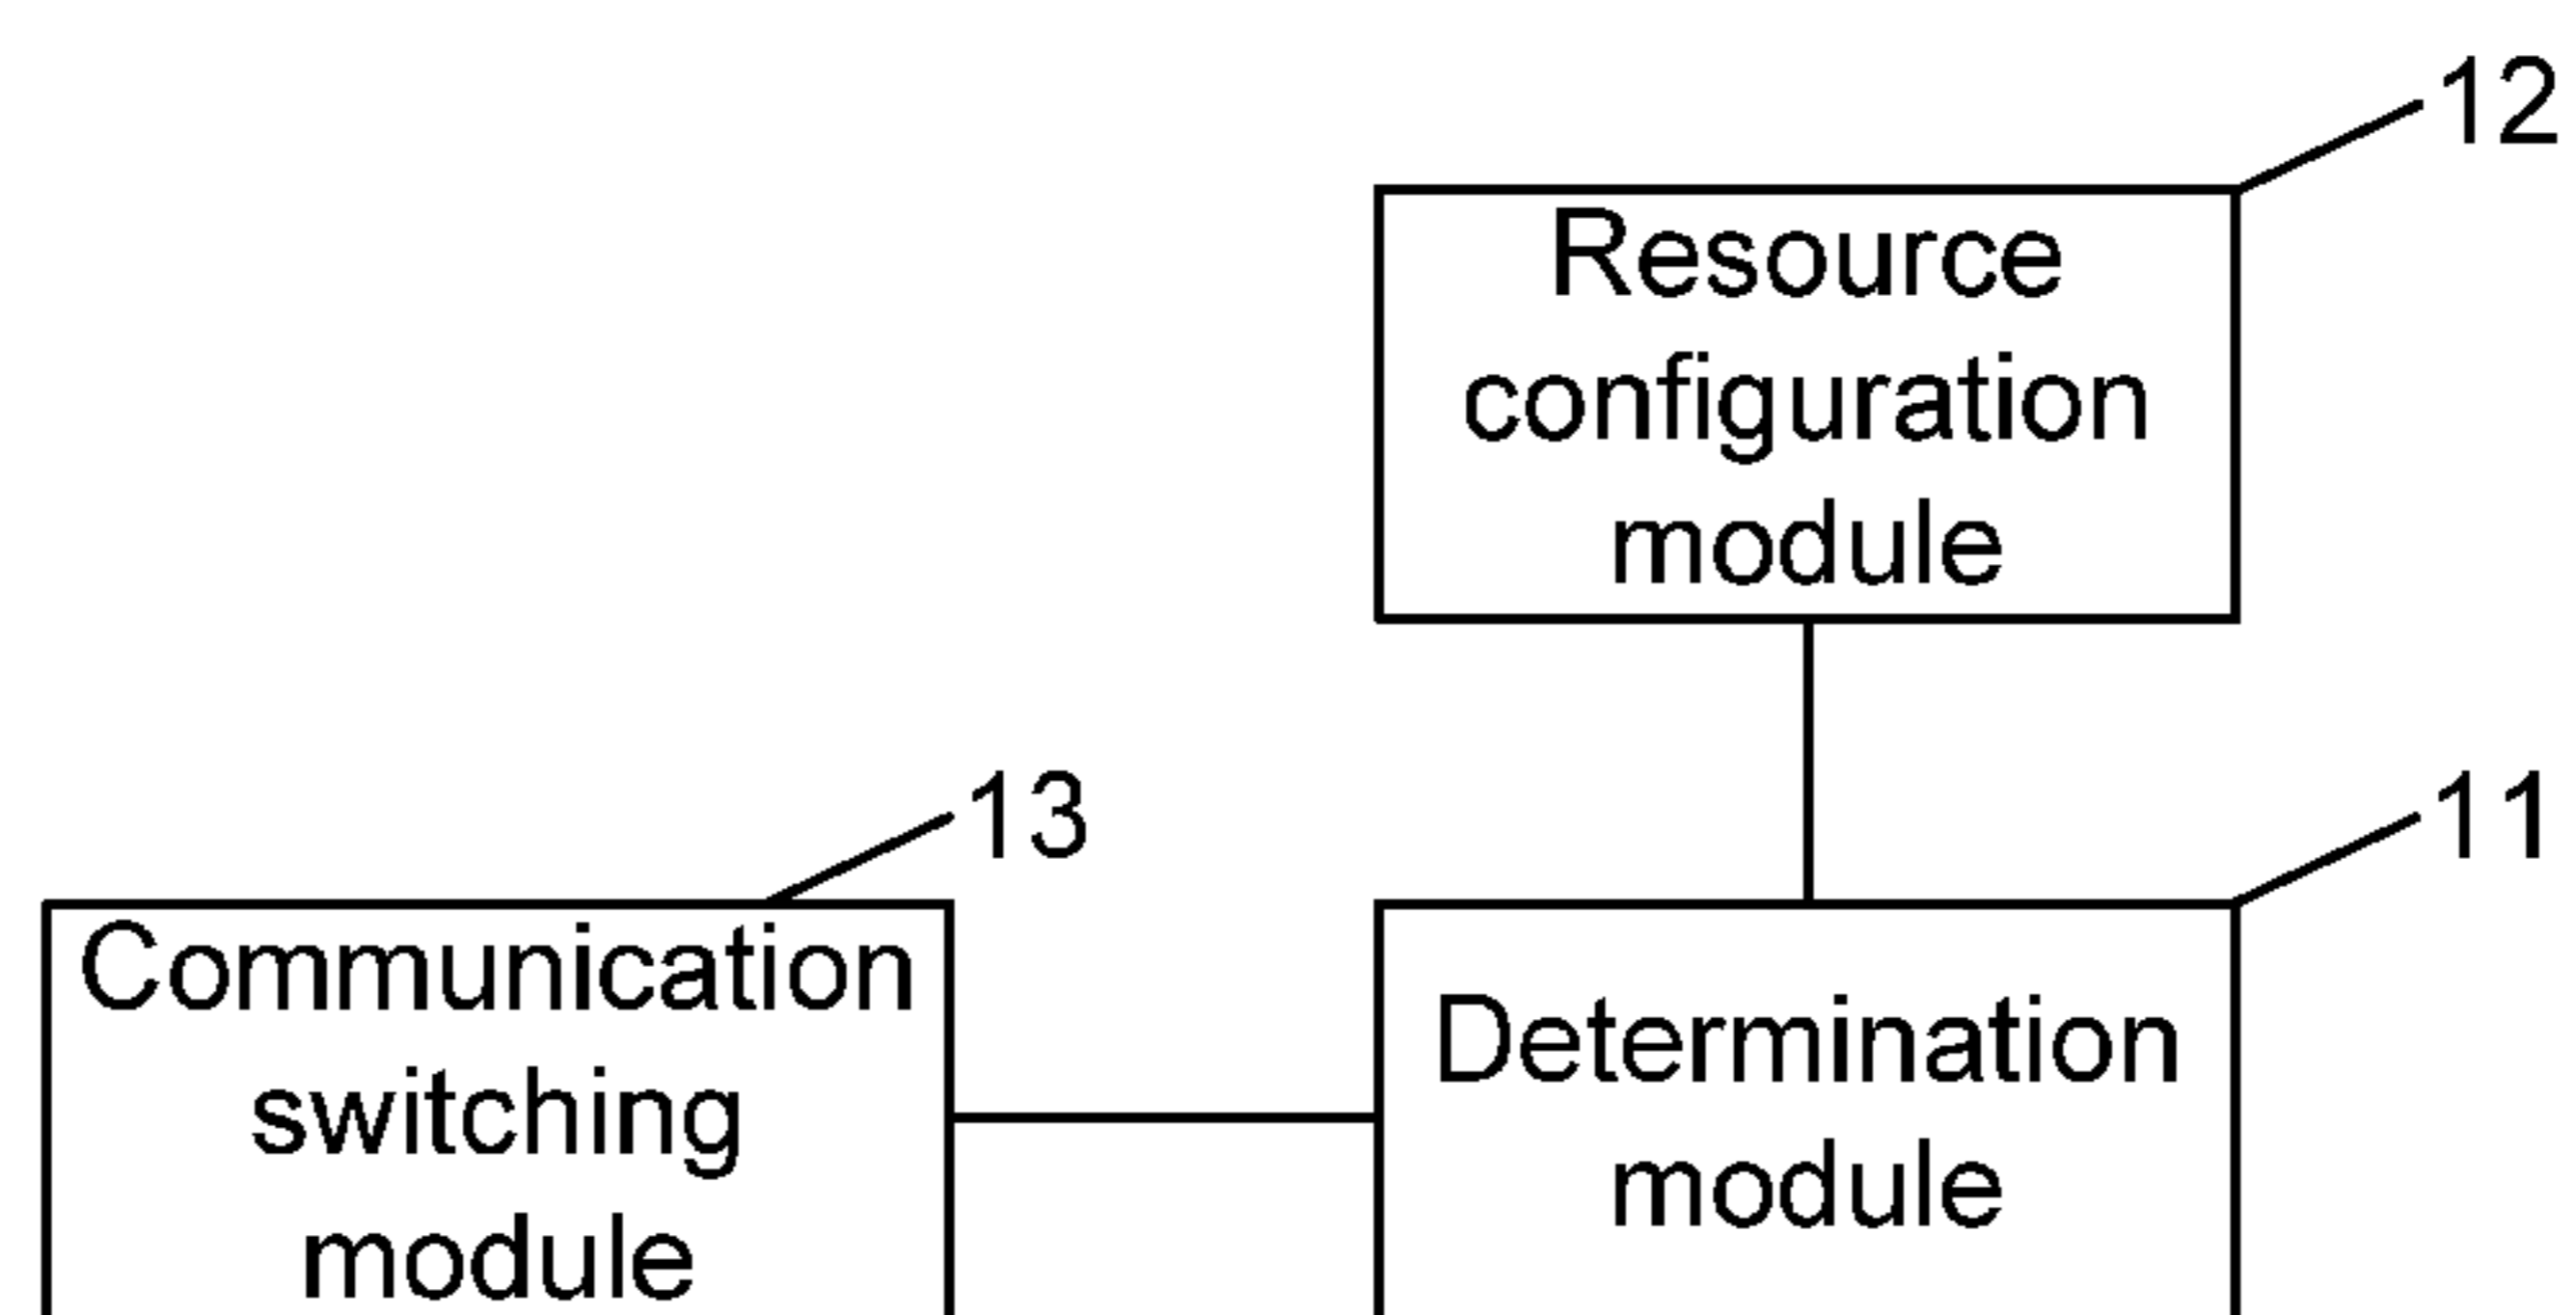 12
Resource
configuration
module
13
11
Communication
switching
module
Determination
module